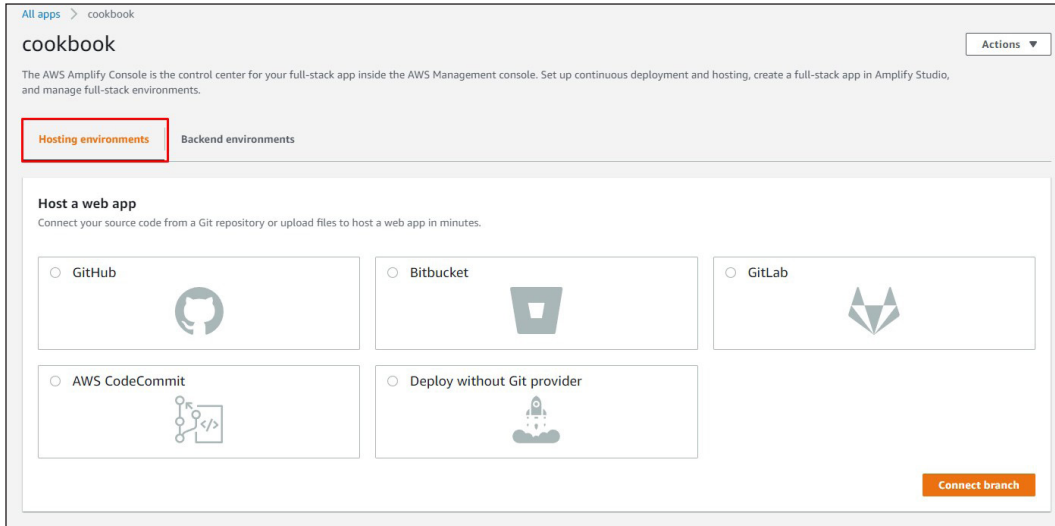 All apps > cookbook
cookbook
Actions ▼
The AWS Amplify Console is the control center for your full-stack app inside the AWS Management console. Set up continuous deployment and hosting, create a full-stack app in Amplify Studio,
and manage full-stack environments.
Hosting environments
Backend environments
Host a web app
Connect your source code from a Git repository or upload files to host a web app in minutes.
GitHub
Bitbucket
GitLab
AWS CodeCommit
Deploy without Git provider
</>
Connect branch